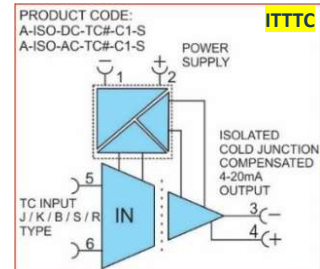 PRODUCT CODE:
ITTTC
A-ISO-DC-TC#-C1-S
A-ISO-AC-TC#-C1-S
POWER
SUPPLY
− +
1 2
ISOLATED
COLD JUNCTION
COMPENSATED
4-20mA
OUTPUT
5
TC INPUT
J / K / B / S / R
TYPE
IN
3 −
4 +
6